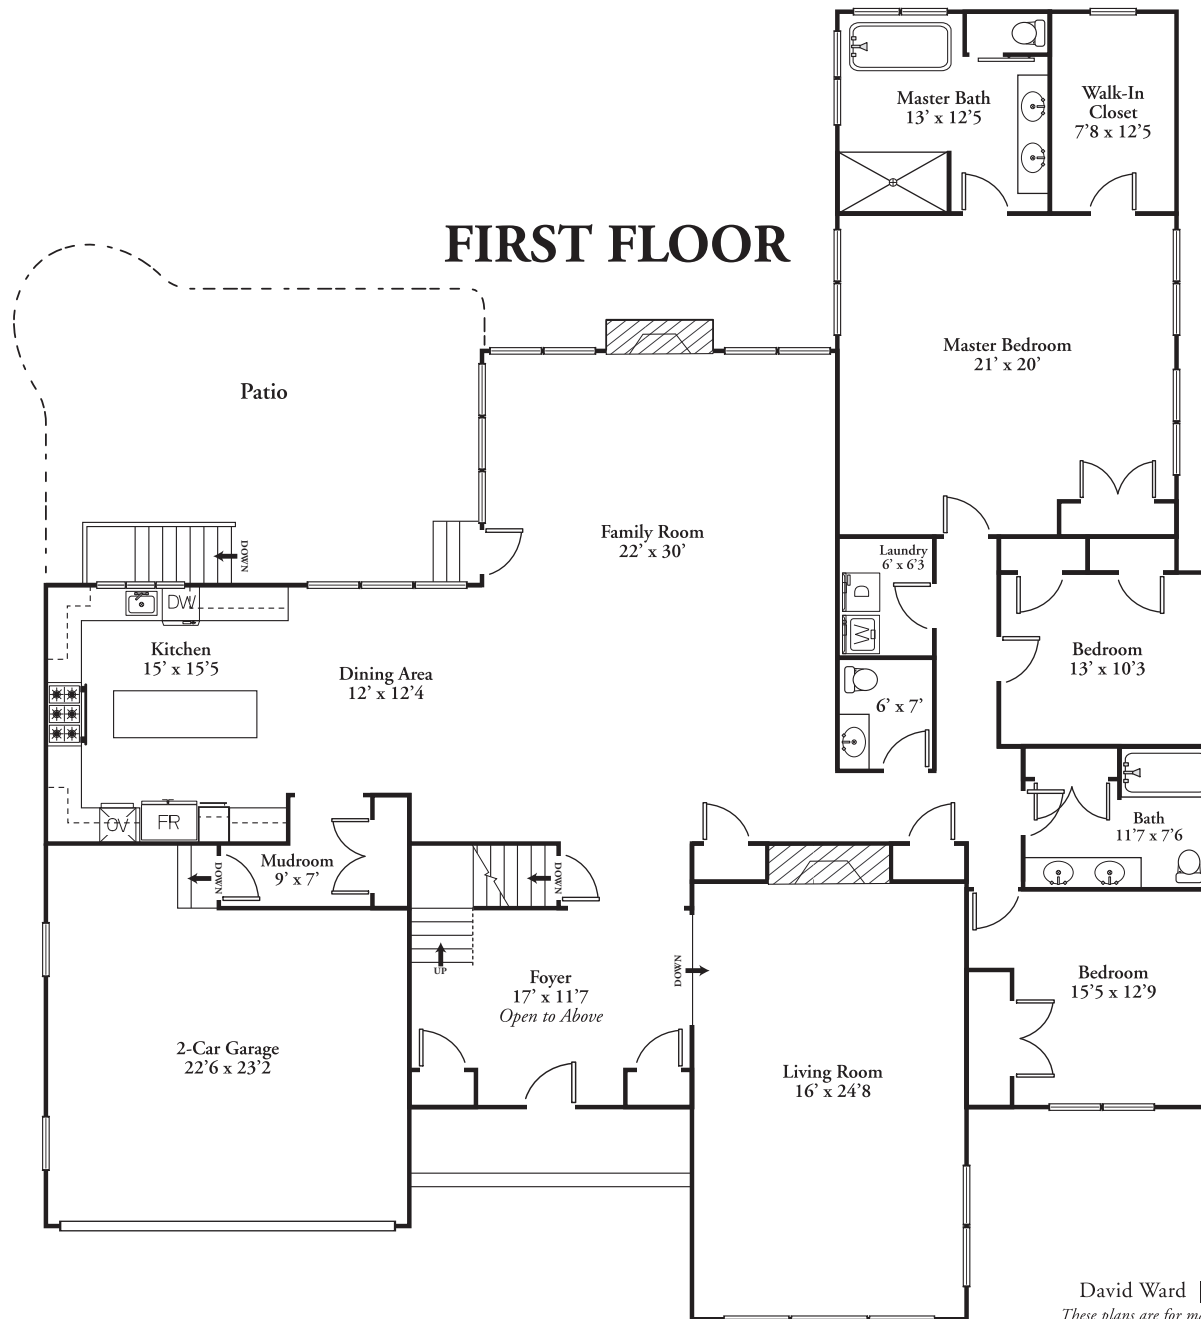 FIRST FLOOR
Master Bath
13’ x 12’5
Walk-In
Closet
7’8 x 12’5
Master Bedroom
21’ x 20’
Patio
Family Room
22’ x 30’
DOWN
Laundry
6’ x 6’3
D
W
DW
Kitchen
15’ x 15’5
Dining Area
12’ x 12’4
Bedroom
13’ x 10’3
6’ x 7’
OV
FR
Bath
11’7 x 7’6
Mudroom
9’ x 7’
DOWN
DOWN
UP
Foyer
17’ x 11’7
Open to Above
DOWN
Bedroom
15’5 x 12’9
2-Car Garage
22’6 x 23’2
Living Room
16’ x 24’8
David Ward
These plans are for